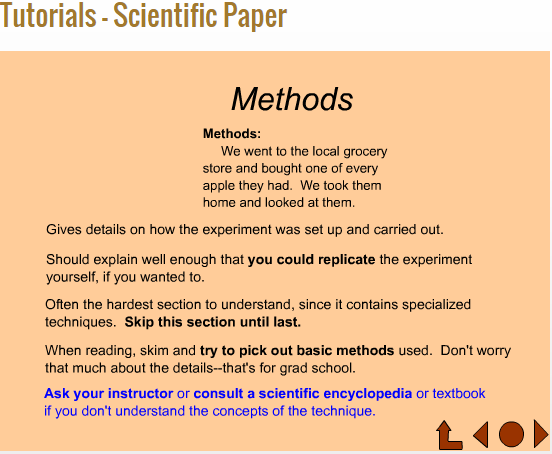 Tutorials - Scientific Paper
Methods
Methods:
We went to the local grocery
store and bought one of every
apple they had. We took them
home and looked at them.
Gives details on how the experiment was set up and carried out.
Should explain well enough that you could replicate the experiment
yourself, if you wanted to.
Often the hardest section to understand, since it contains specialized
techniques. Skip this section until last.
When reading, skim and try to pick out basic methods used. Don't worry
that much about the details--that's for grad school.
Ask your instructor or consult a scientific encyclopedia or textbook
if you don't understand the concepts of the technique.